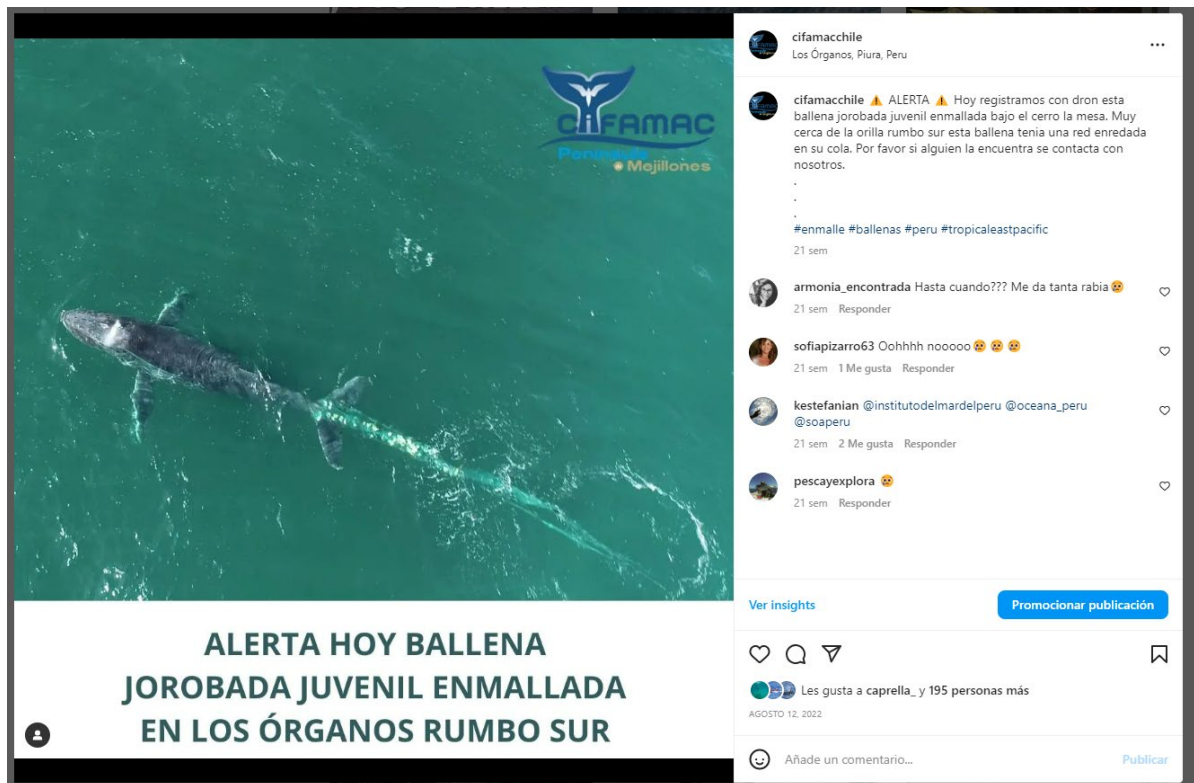 CIFAMAC
Península
Mejillones
ALERTA HOY BALLENA
JOROBADA JUVENIL ENMALLADA
EN LOS ÓRGANOS RUMBO SUR
cifamacchile
Los Órganos, Piura, Peru
cifamacchile ⚠️ ALERTA ⚠️ Hoy registramos con dron esta
ballena jorobada juvenil enmallada bajo el cerro la mesa. Muy
cerca de la orilla rumbo sur esta ballena tenia una red enredada
en su cola. Por favor si alguien la encuentra se contacta con
nosotros.
.
.
.
#enmalle #ballenas #peru #tropicaleastpacific
21 sem
armonia_encontrada Hasta cuando??? Me da tanta rabia😢
21 sem Responder
sofiapizarro63 Oohhhh nooooo😢 😢 😢
21 sem 1 Me gusta Responder
kestefanian @institutodelmardelperu @oceana_peru
@soaperu
21 sem 2 Me gusta Responder
pescayexplora 😢
21 sem Responder
Ver insights
Promocionar publicación
Les gusta a caprella_ y 195 personas más
AGOSTO 12, 2022
Añade un comentario...
Publicar